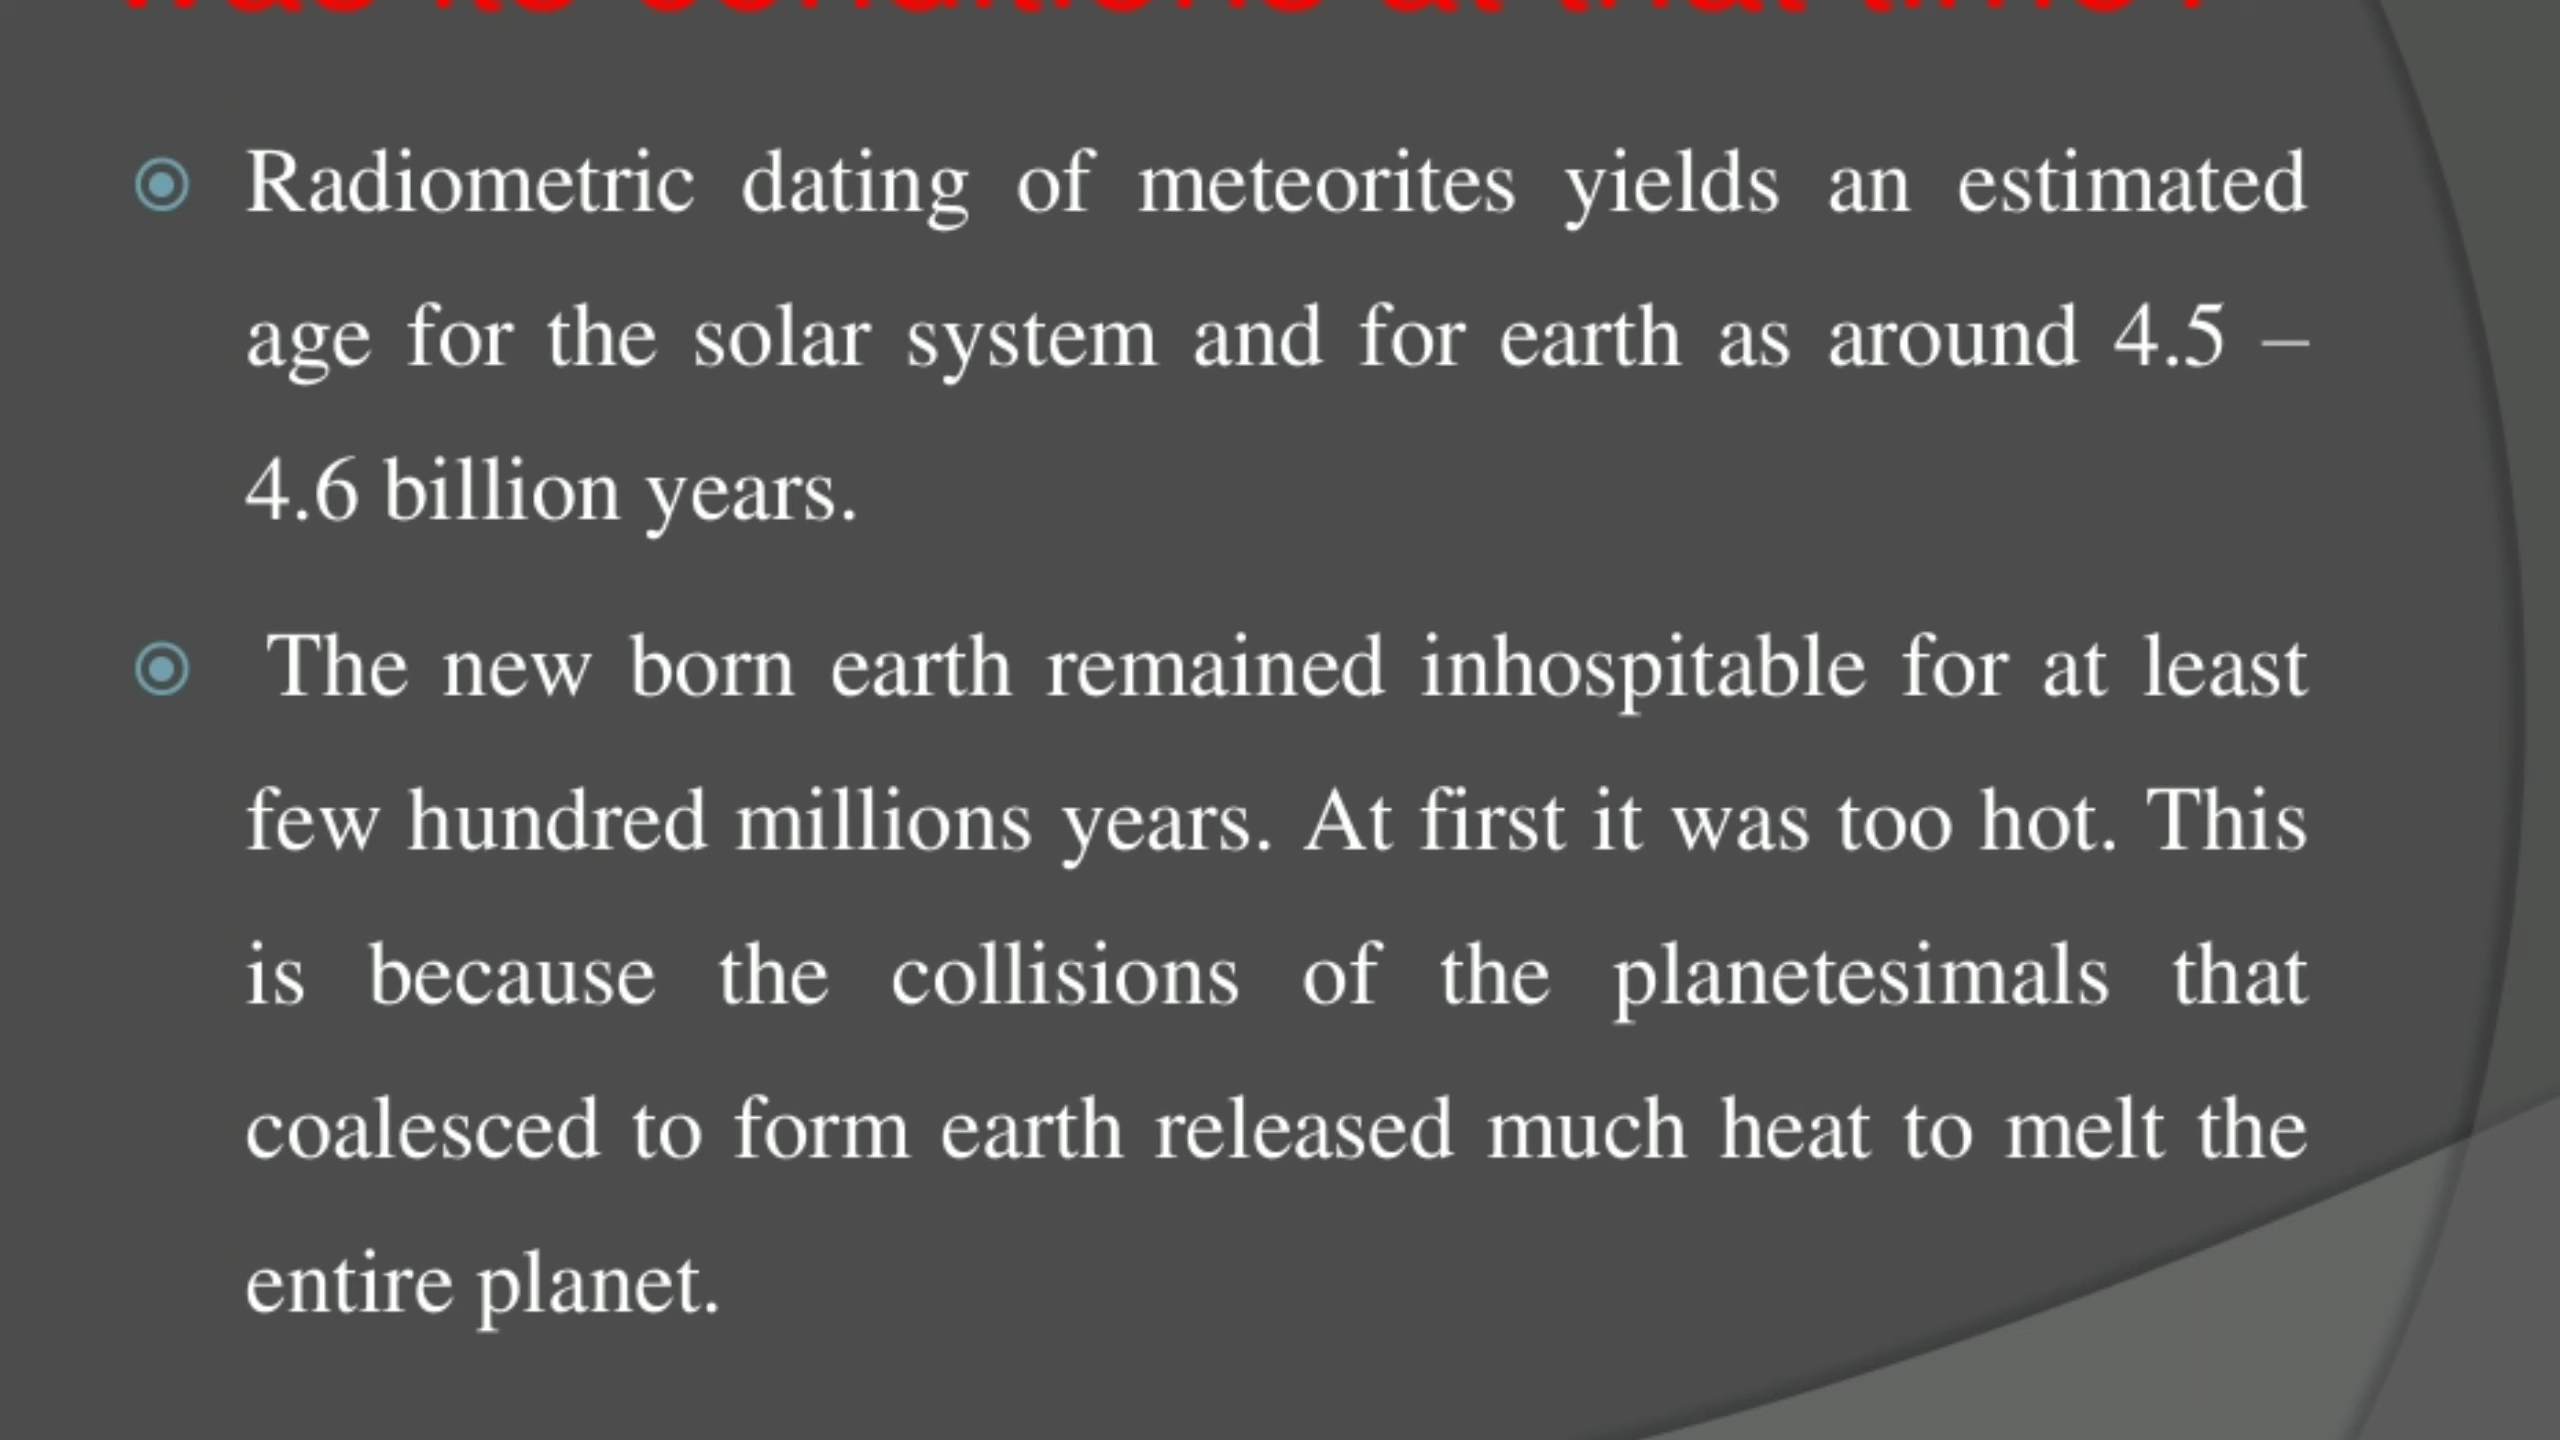 Radiometric dating of meteorites yields an estimated
age for the solar system and for earth as around 4.5 –
4.6 billion years.
The new born earth remained inhospitable for at least
few hundred millions years. At first it was too hot. This
is because the collisions of the planetesimals that
coalesced to form earth released much heat to melt the
entire planet.